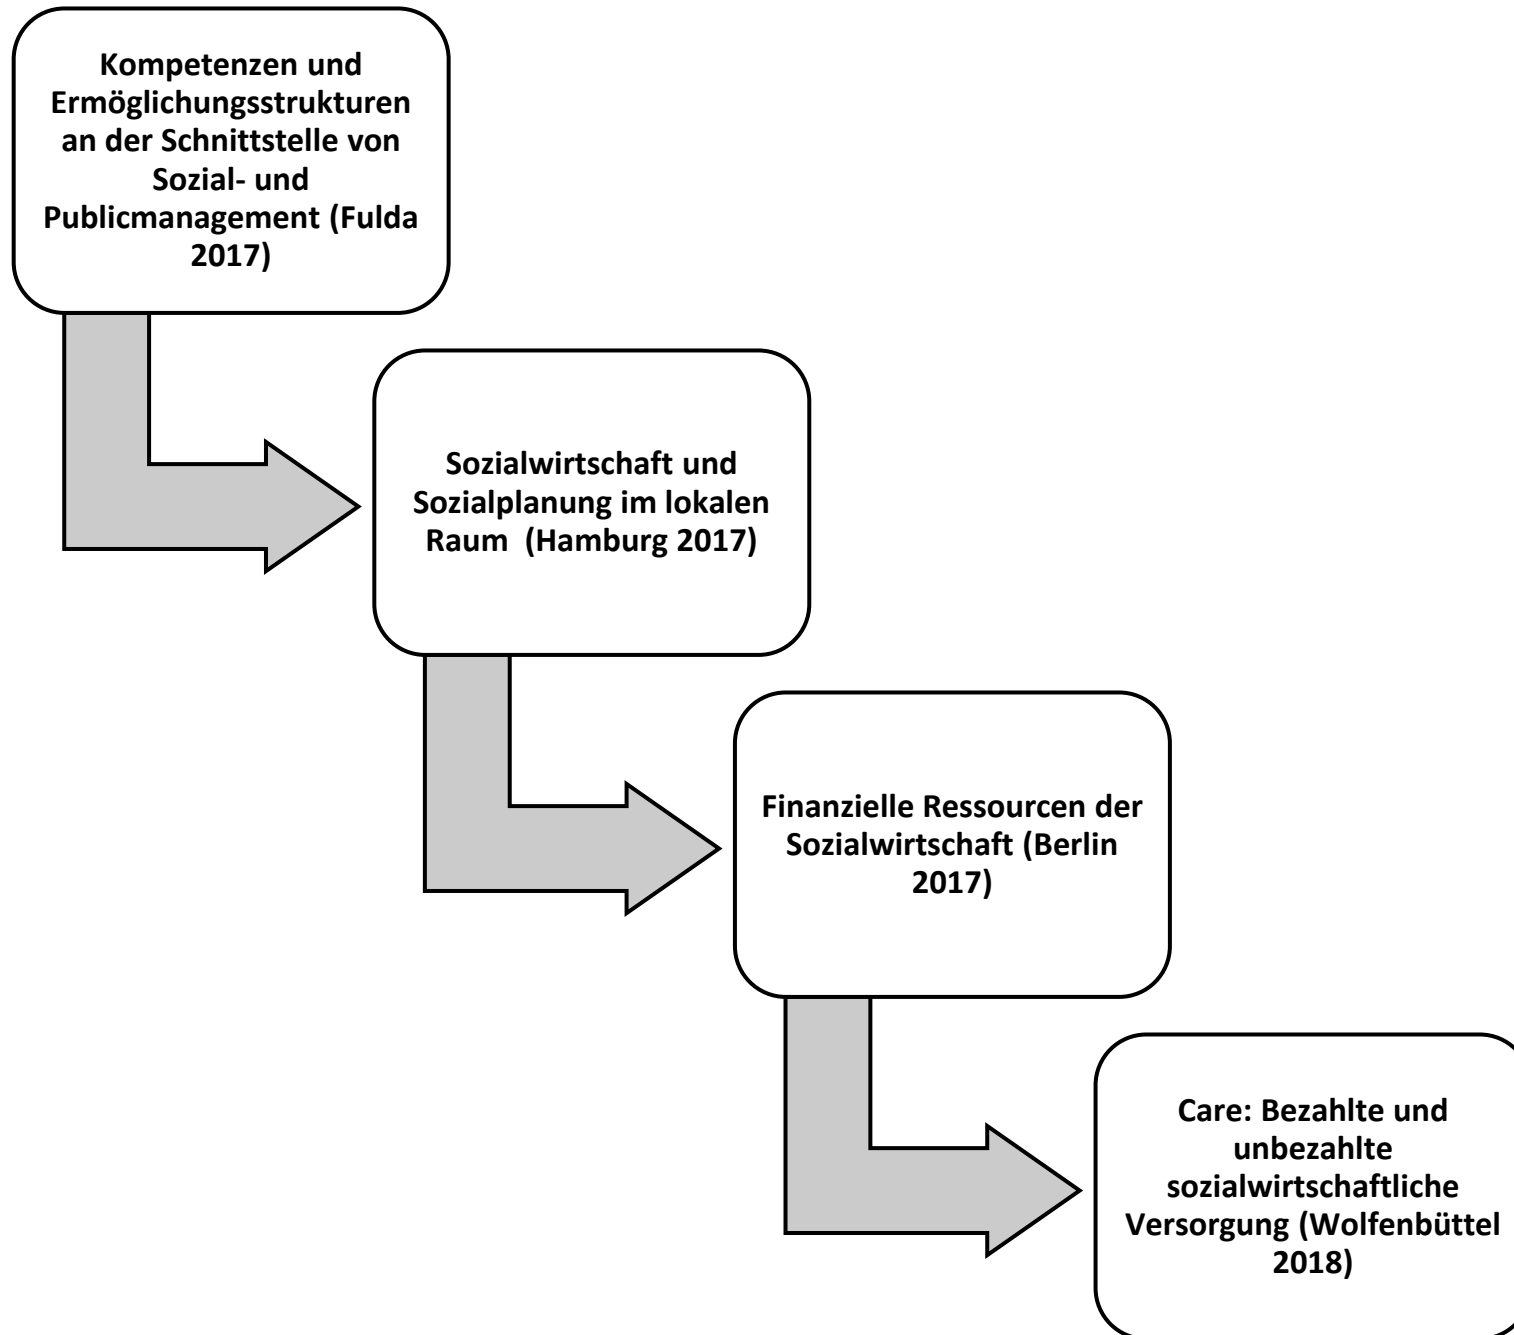 Kompetenzen und
Ermöglichungsstrukturen
an der Schnittstelle von
Sozial- und
Publicmanagement (Fulda
2017)
Sozialwirtschaft und
Sozialplanung im lokalen
Raum  (Hamburg 2017)
Finanzielle Ressourcen der
Sozialwirtschaft (Berlin
2017)
Care: Bezahlte und
unbezahlte
sozialwirtschaftliche
Versorgung (Wolfenbüttel
2018)